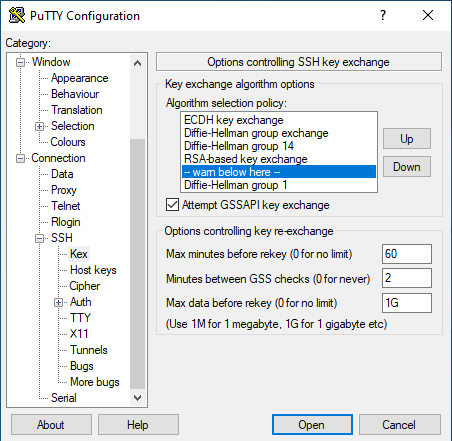 PuTTY Configuration
?
Category:
Window
Appearance
Behaviour
Translation
Selection
Colours
Connection
Data
Proxy
Telnet
Rlogin
SSH
Kex
Host keys
Cipher
Auth
TTY
X11
Tunnels
Bugs
More bugs
Serial
Options controlling SSH key exchange
Key exchange algorithm options
Algorithm selection policy:
ECDH key exchange
Diffie-Hellman group exchange
Diffie-Hellman group 14
RSA-based key exchange
-- warn below here --
Diffie-Hellman group 1
Up
Down
Attempt GSSAPI key exchange
Options controlling key re-exchange
Max minutes before rekey (0 for no limit) 60
Minutes between GSS checks (0 for never) 2
Max data before rekey (0 for no limit) 1G
(Use 1M for 1 megabyte, 1G for 1 gigabyte etc)
About Help Open Cancel